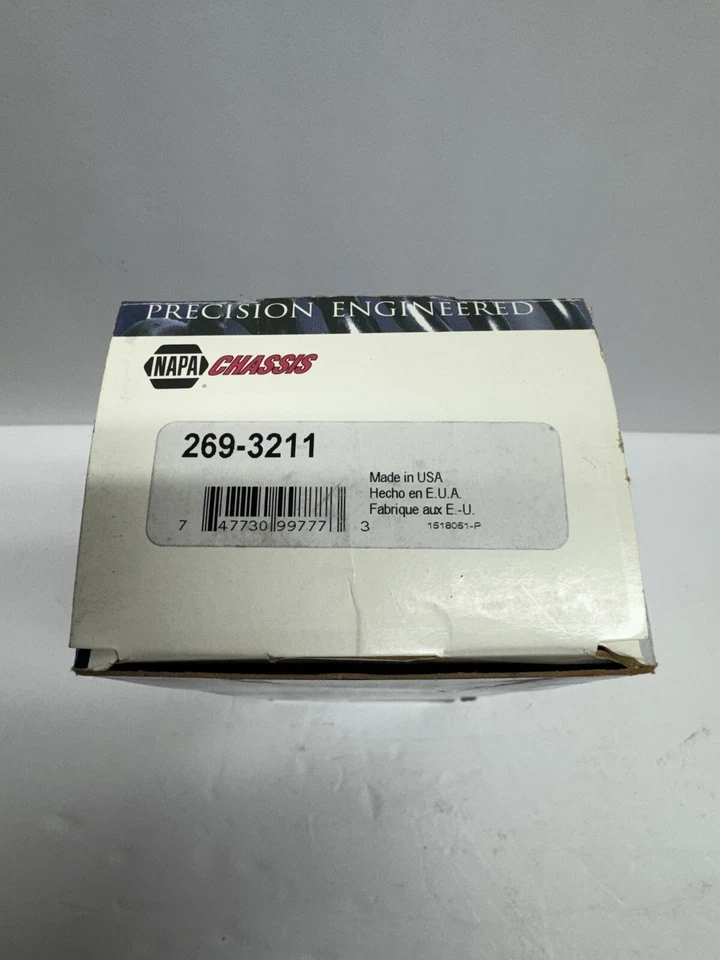 PRECISION ENGINEERED
NAPA CHASSIS
269-3211
Made in USA
Hecho en E.U.A.
Fabrique aux E.-U.
7 47730 99777 3
1518051-P